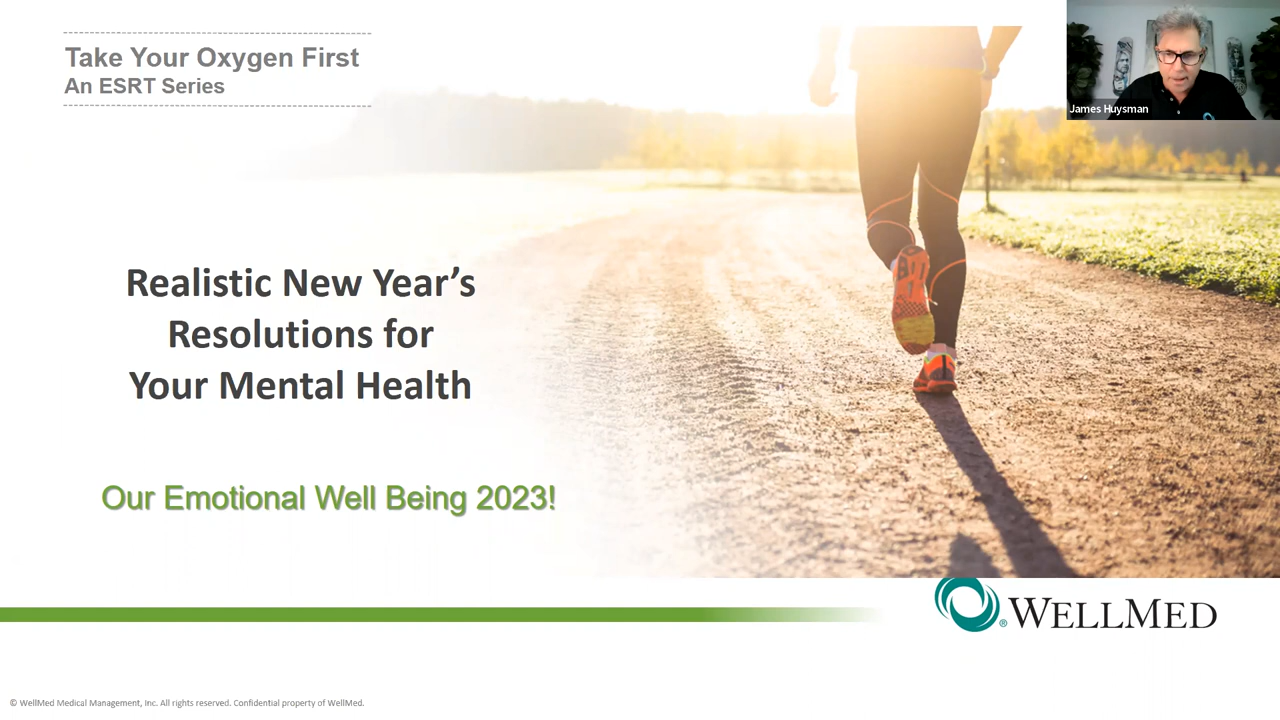 Take Your Oxygen First
An ESRT Series
James Huysman
Realistic New Year’s
Resolutions for
Your Mental Health
Our Emotional Well Being 2023!
® WELLMED
© WellMed Medical Management, Inc. All rights reserved. Confidential property of WellMed.